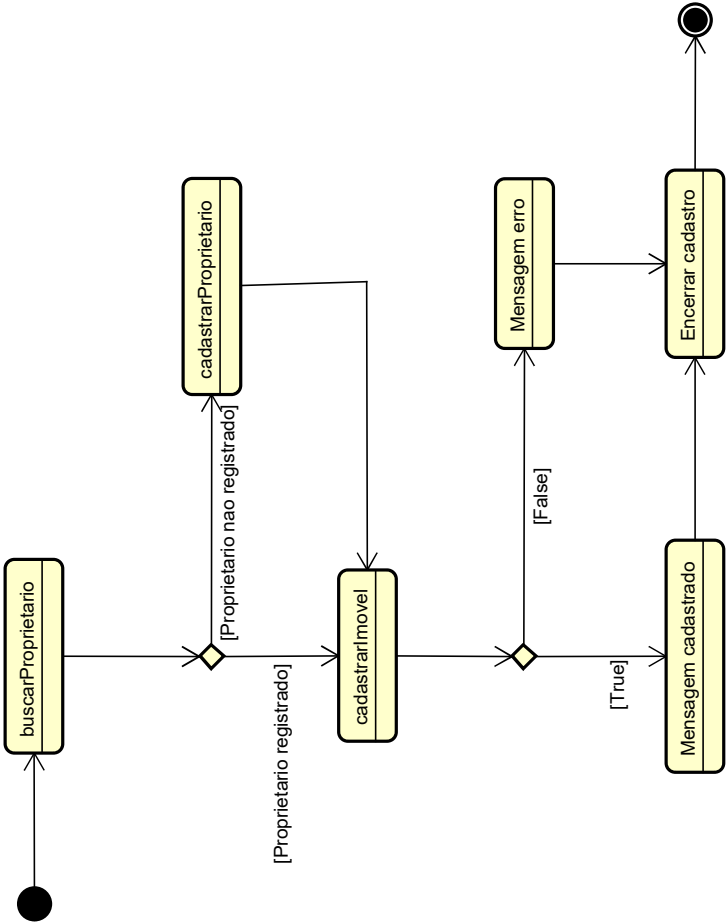 buscarProprietario
[Proprietario nao registrado]
cadastrarProprietario
[Proprietario registrado]
cadastrarImovel
[False]
Mensagem erro
[True]
Mensagem cadastrado
Encerrar cadastro